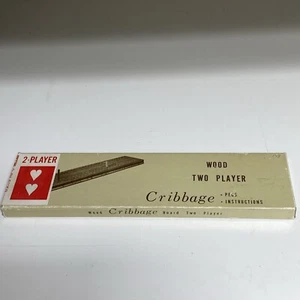 2-PLAYER
WOOD
TWO PLAYER
Cribbage
- PEGS
- INSTRUCTIONS
Wood Cribbage Board Two Player